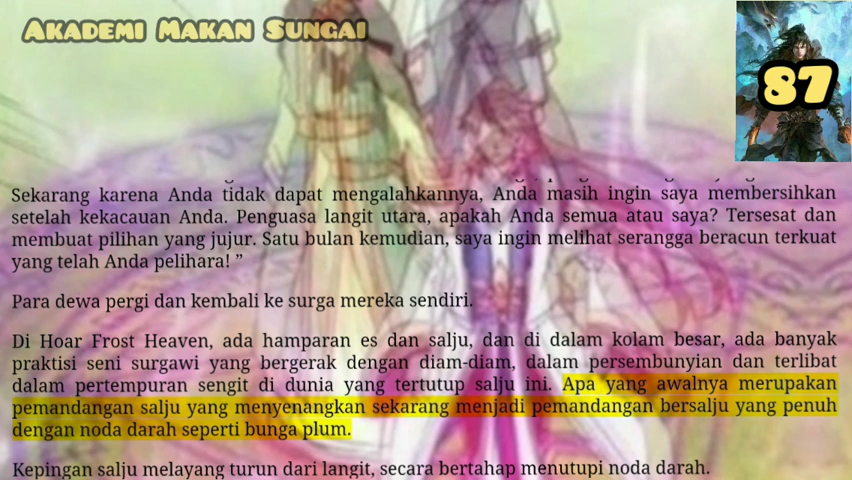 Akademi Makan Sungai
87
Sekarang karena Anda tidak dapat mengalahkannya, Anda masih ingin saya membersihkan
setelah kekacauan Anda. Penguasa langit utara, apakah Anda semua atau saya? Tersesat dan
membuat pilihan yang jujur. Satu bulan kemudian, saya ingin melihat serangga beracun terkuat
yang telah Anda pelihara! ”
Para dewa pergi dan kembali ke surga mereka sendiri.
Di Hoar Frost Heaven, ada hamparan es dan salju, dan di dalam kolam besar, ada banyak
praktisi seni surgawi yang bergerak dengan diam-diam, dalam persembunyian dan terlibat
dalam pertempuran sengit di dunia yang tertutup salju ini. Apa yang awalnya merupakan
pemandangan salju yang menyenangkan sekarang menjadi pemandangan bersalju yang penuh
dengan noda darah seperti bunga plum.
Kepingan salju melayang turun dari langit, secara bertahap menutupi noda darah.